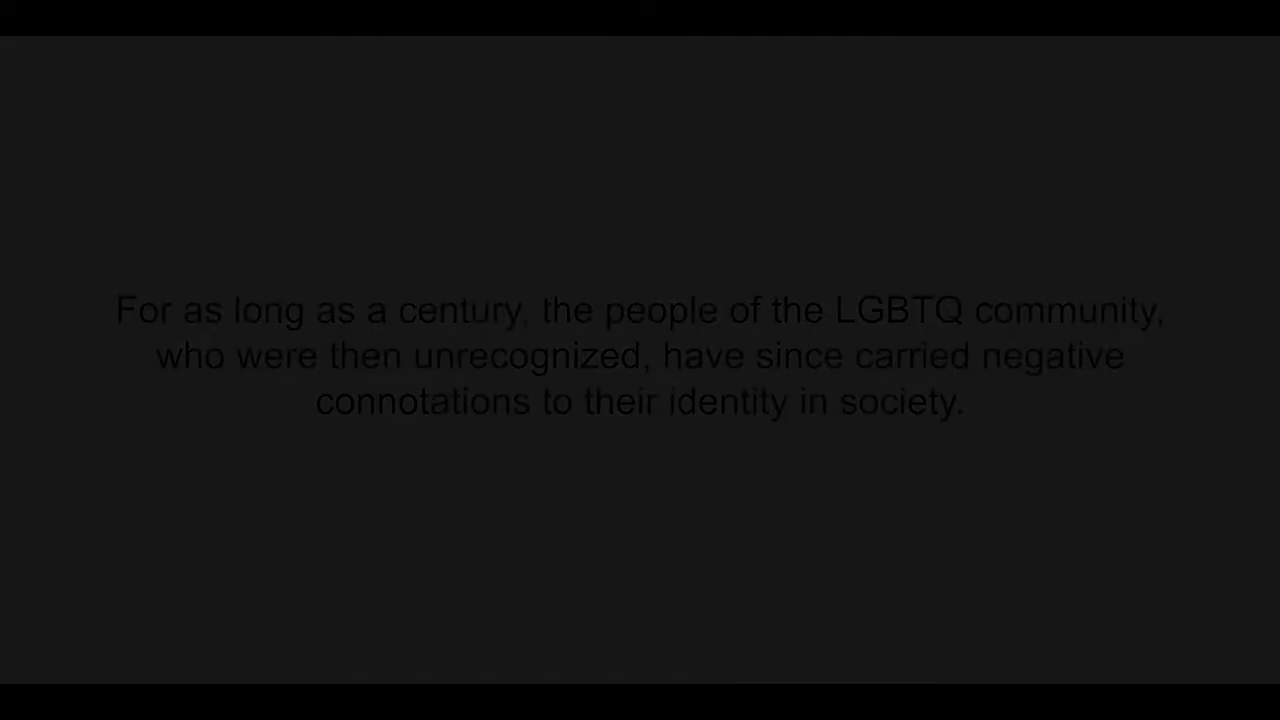 For as long as a century, the people of the LGBTQ community,
who were then unrecognized, have since carried negative
connotations to their identity in society.